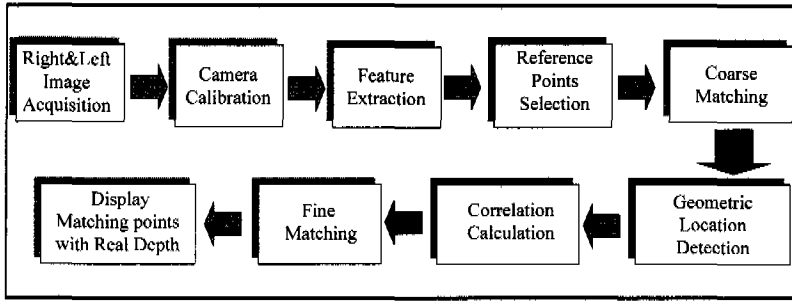 Right&Left
Image
Acquisition
Camera
Calibration
Feature
Extraction
Reference
Points
Selection
Coarse
Matching
Geometric
Location
Detection
Correlation
Calculation
Fine
Matching
Display
Matching points
with Real Depth